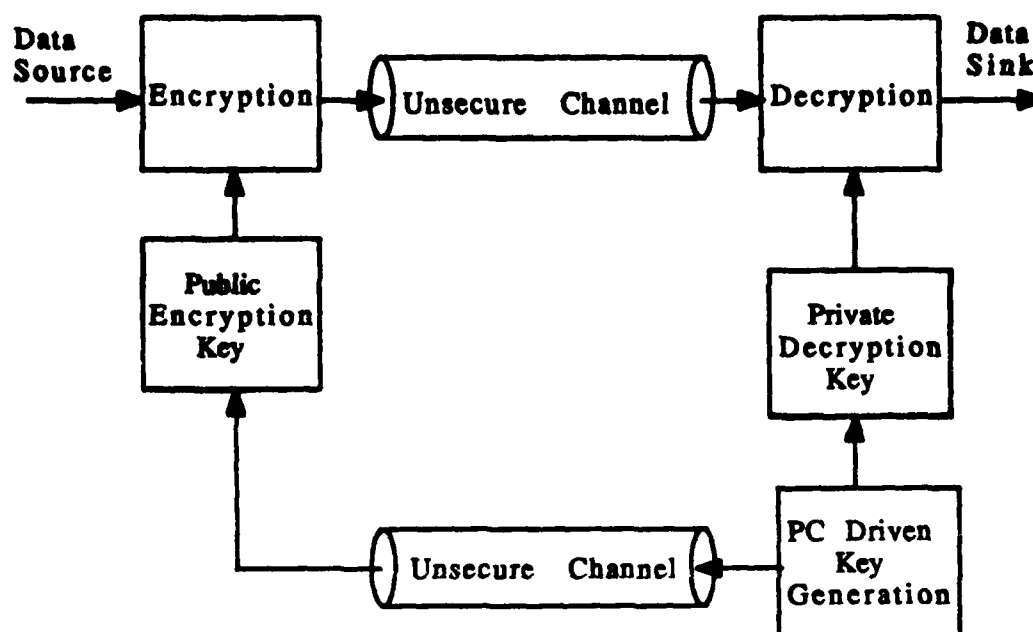 Data
Source
Encryption
Unsecure Channel
Decryption
Data
Sink
Public
Encryption
Key
Private
Decryption
Key
Unsecure Channel
PC Driven
Key
Generation